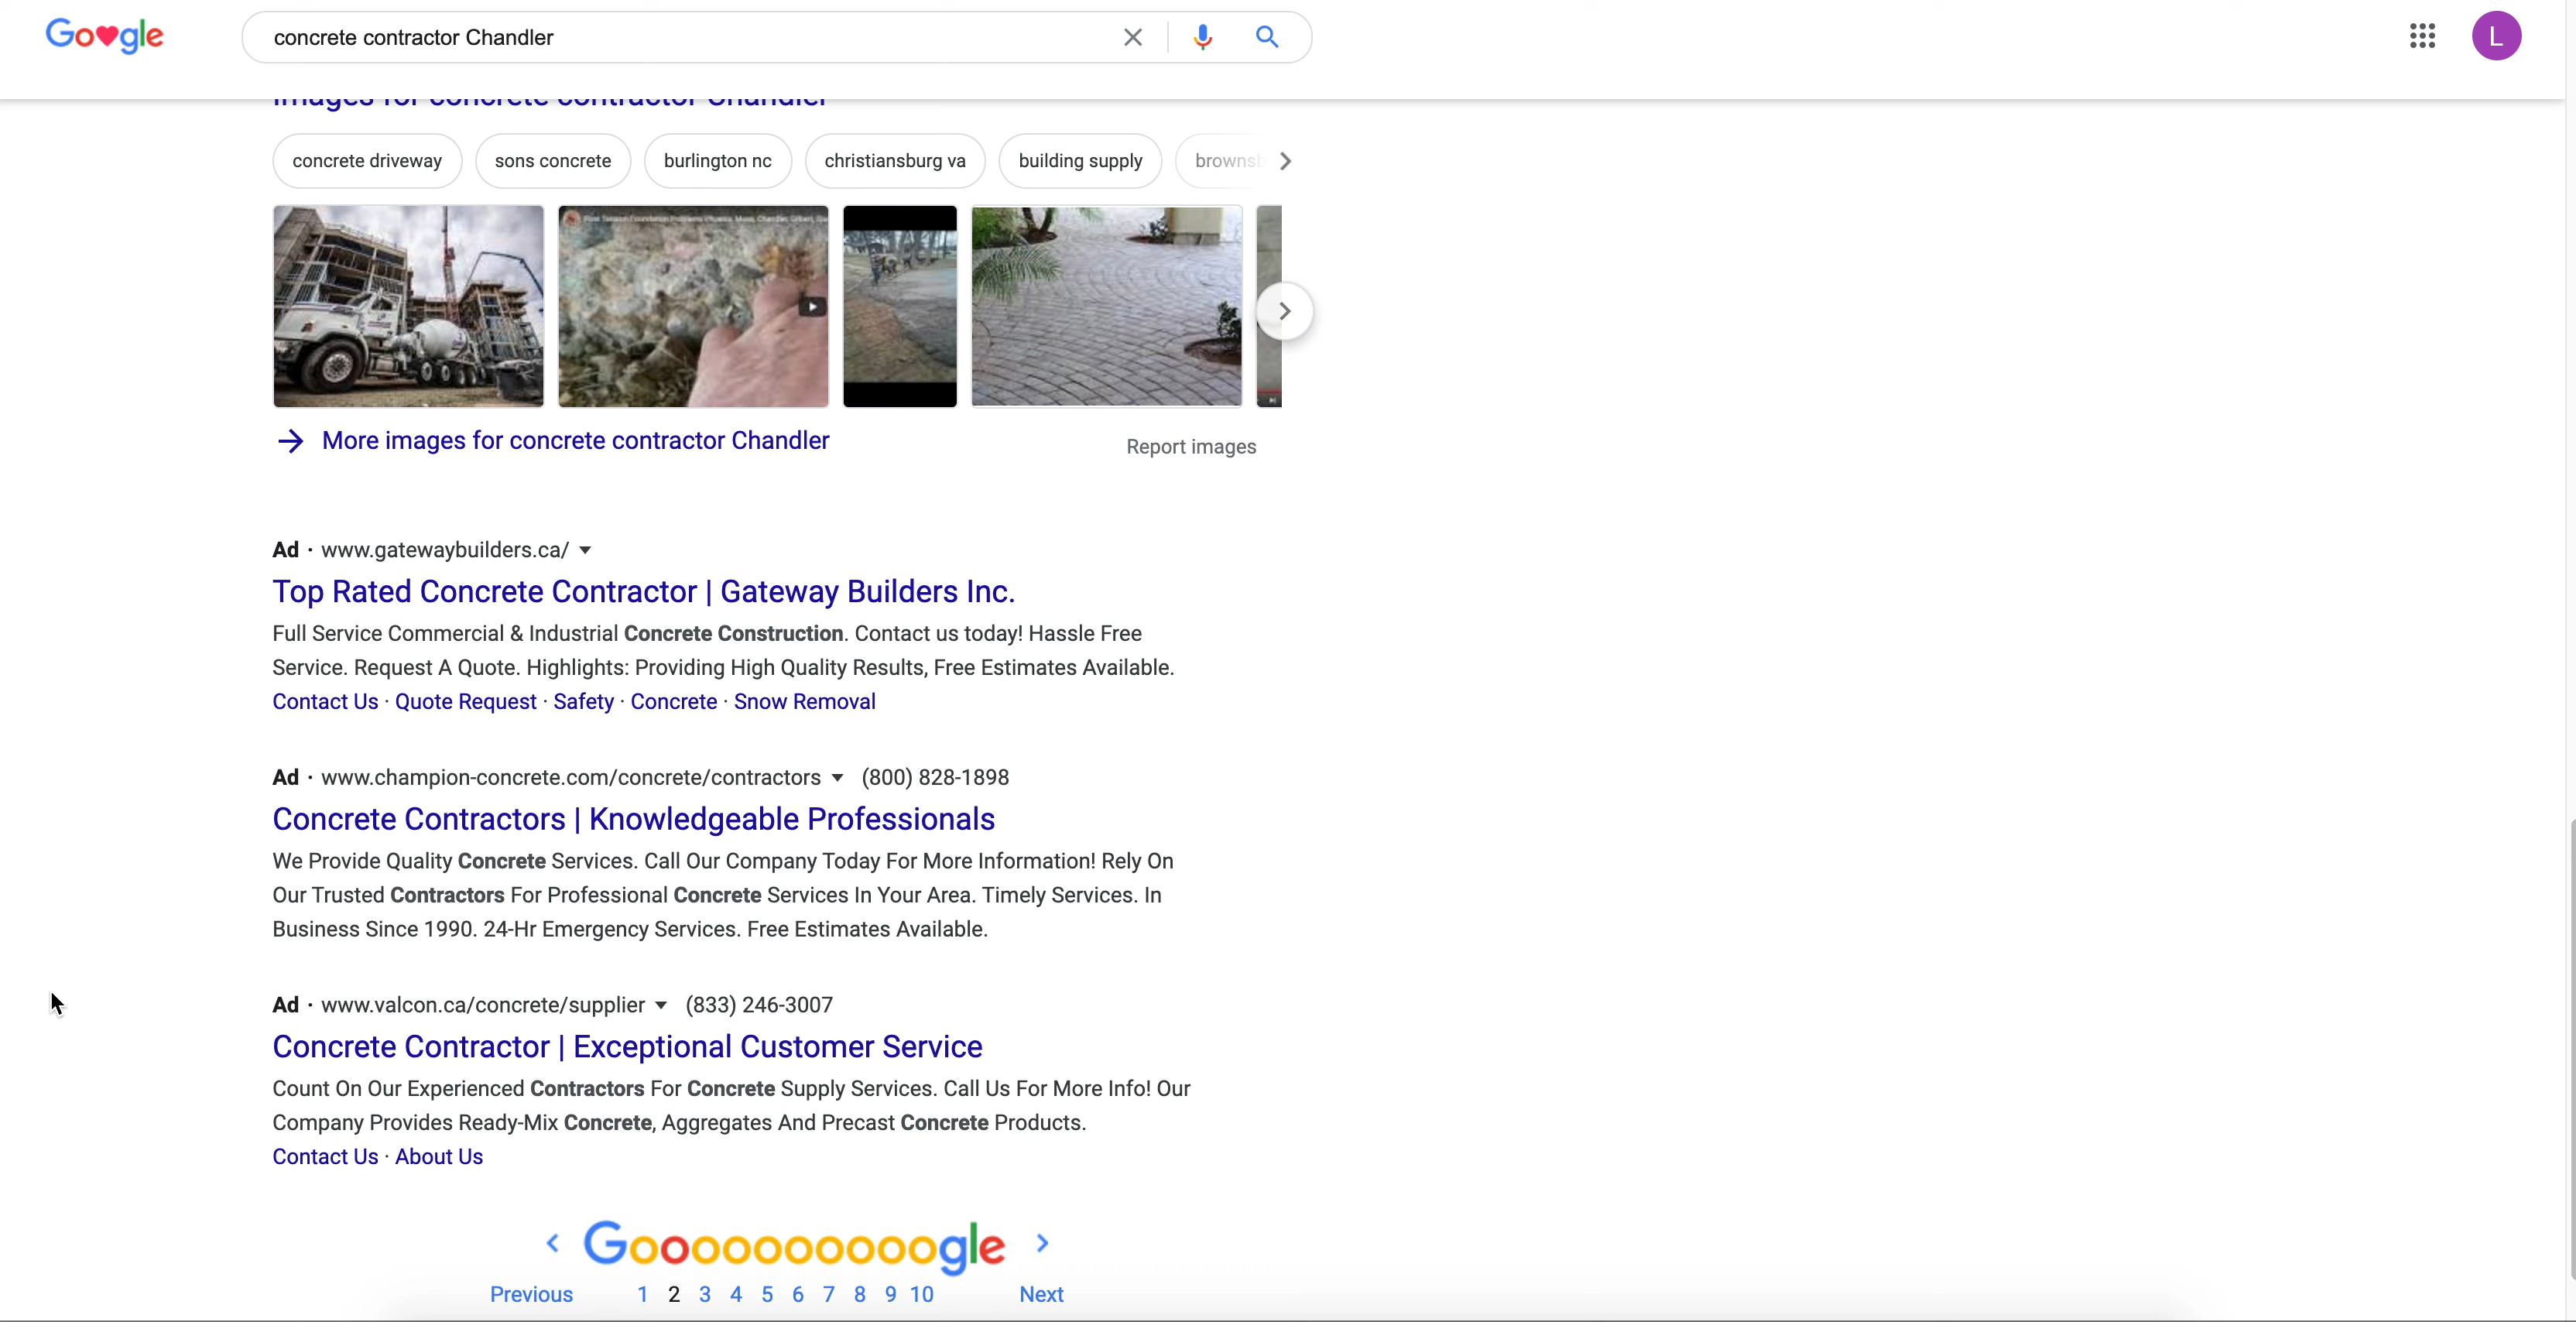 Google
concrete contractor Chandler
L
Images for concrete contractor Chandler
concrete driveway
sons concrete
burlington nc
christiansburg va
building supply
More images for concrete contractor Chandler
Report images
Ad · www.gatewaybuilders.ca/
Top Rated Concrete Contractor | Gateway Builders Inc.
Full Service Commercial & Industrial Concrete Construction. Contact us today! Hassle Free
Service. Request A Quote. Highlights: Providing High Quality Results, Free Estimates Available.
Contact Us · Quote Request · Safety · Concrete · Snow Removal
Ad · www.champion-concrete.com/concrete/contractors (800) 828-1898
Concrete Contractors | Knowledgeable Professionals
We Provide Quality Concrete Services. Call Our Company Today For More Information! Rely On
Our Trusted Contractors For Professional Concrete Services In Your Area. Timely Services. In
Business Since 1990. 24-Hr Emergency Services. Free Estimates Available.
Ad · www.valcon.ca/concrete/supplier (833) 246-3007
Concrete Contractor | Exceptional Customer Service
Count On Our Experienced Contractors For Concrete Supply Services. Call Us For More Info! Our
Company Provides Ready-Mix Concrete, Aggregates And Precast Concrete Products.
Contact Us · About Us
Goooooooooogle
Previous 1 2 3 4 5 6 7 8 9 10 Next